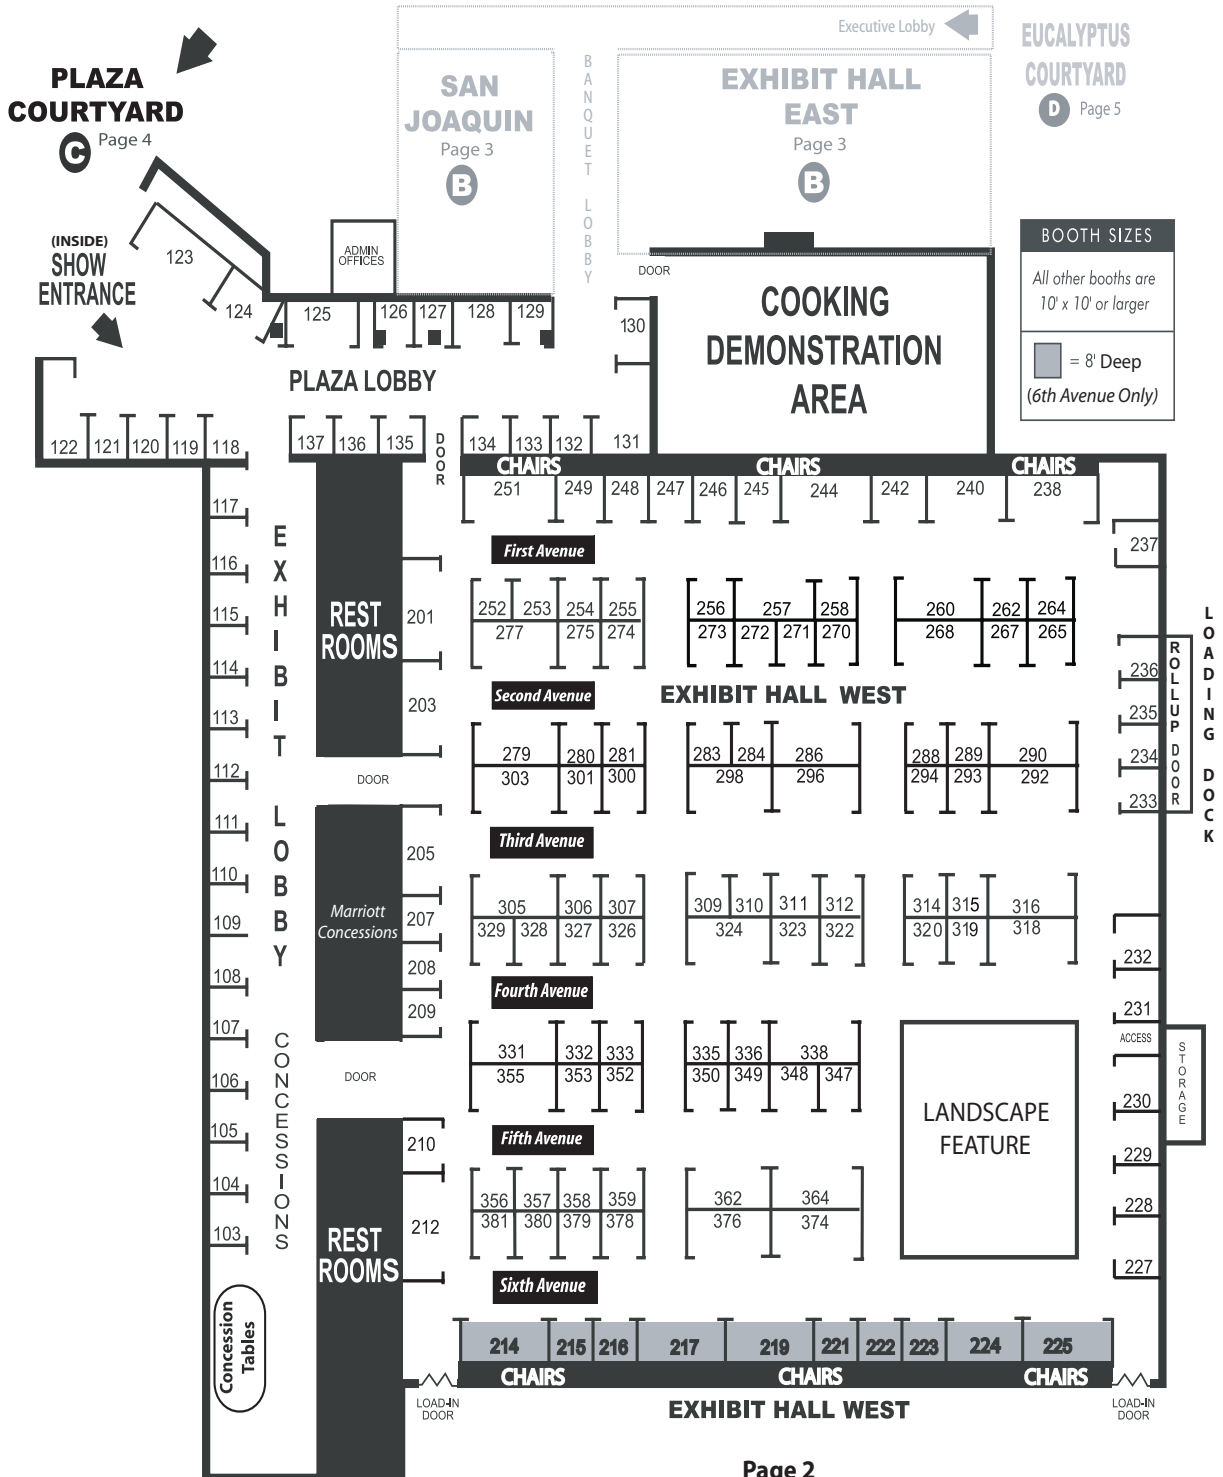 Executive Lobby
PLAZA
COURTYARD
C
Page 4
SAN
JOAQUIN
Page 3
B
BANQUET LOBBY
EXHIBIT HALL
EAST
Page 3
B
EUCALYPTUS
COURTYARD
D
Page 5
(INSIDE)
SHOW
ENTRANCE
ADMIN
OFFICES
DOOR
COOKING
DEMONSTRATION
AREA
BOOTH SIZES
All other booths are
10' x 10' or larger
= 8' Deep
(6th Avenue Only)
123
124
125
126
127
128
129
130
PLAZA LOBBY
122
121
120
119
118
137
136
135
DOOR
134
133
132
131
CHAIRS
CHAIRS
CHAIRS
251
249
248
247
246
245
244
242
240
238
117
116
115
114
113
112
111
110
109
108
107
106
105
104
103
EXHIBIT LOBBY
CONCESSIONS
Concession
Tables
REST
ROOMS
DOOR
Marriott
Concessions
DOOR
REST
ROOMS
201
203
205
207
208
209
210
212
First Avenue
252 253 254 255
277 275 274
256 257 258
273 272 271 270
260 262 264
268 267 265
Second Avenue
EXHIBIT HALL WEST
279 280 281
303 301 300
283 284 286
298 296
288 289 290
294 293 292
Third Avenue
305 306 307
329 328 327 326
309 310 311 312
324 323 322
314 315 316
320 319 318
Fourth Avenue
331 332 333
355 353 352
335 336 338
350 349 348 347
LANDSCAPE
FEATURE
Fifth Avenue
356 357 358 359
381 380 379 378
362 364
376 374
Sixth Avenue
237
236
235
234
233
ROLLUP DOOR
LOADING DOCK
232
231
ACCESS
STORAGE
230
229
228
227
214 215 216 217 219 221 222 223 224 225
CHAIRS
CHAIRS
CHAIRS
LOAD-IN
DOOR
EXHIBIT HALL WEST
LOAD-IN
DOOR
Page 2